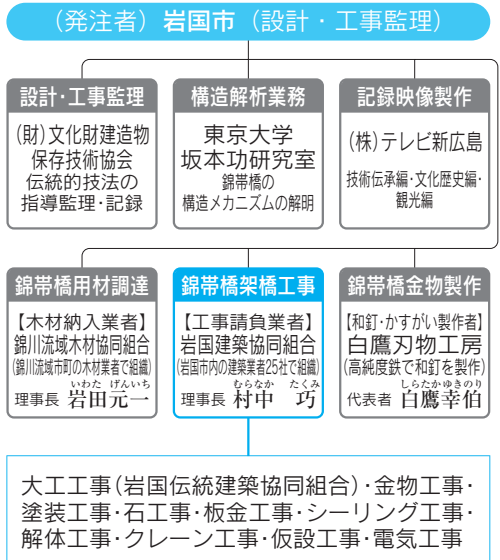 (発注者) 岩国市 (設計・工事監理)
設計・工事監理
(財)文化財建造物
保存技術協会
伝統的技法の
指導監理・記録
構造解析業務
東京大学
坂本功研究室
錦帯橋の
構造メカニズムの解明
記録映像製作
(株)テレビ新広島
技術伝承編・文化歴史編・
観光編
錦帯橋用材調達
【木材納入業者】
錦川流域木材協同組合
(錦川流域市町の木材業者で組織)
いわた げんいち
理事長 岩田元一
錦帯橋架橋工事
【工事請負業者】
岩国建築協同組合
(岩国市内の建築業者25社で組織)
むらなか たくみ
理事長 村中 巧
錦帯橋金物製作
【和釘・かすがい製作者】
白鷹刃物工房
(高純度鉄で和釘を製作)
しらたかゆきのり
代表者 白鷹幸伯
大工工事(岩国伝統建築協同組合)・金物工事・
塗装工事・石工事・板金工事・シーリング工事・
解体工事・クレーン工事・仮設工事・電気工事